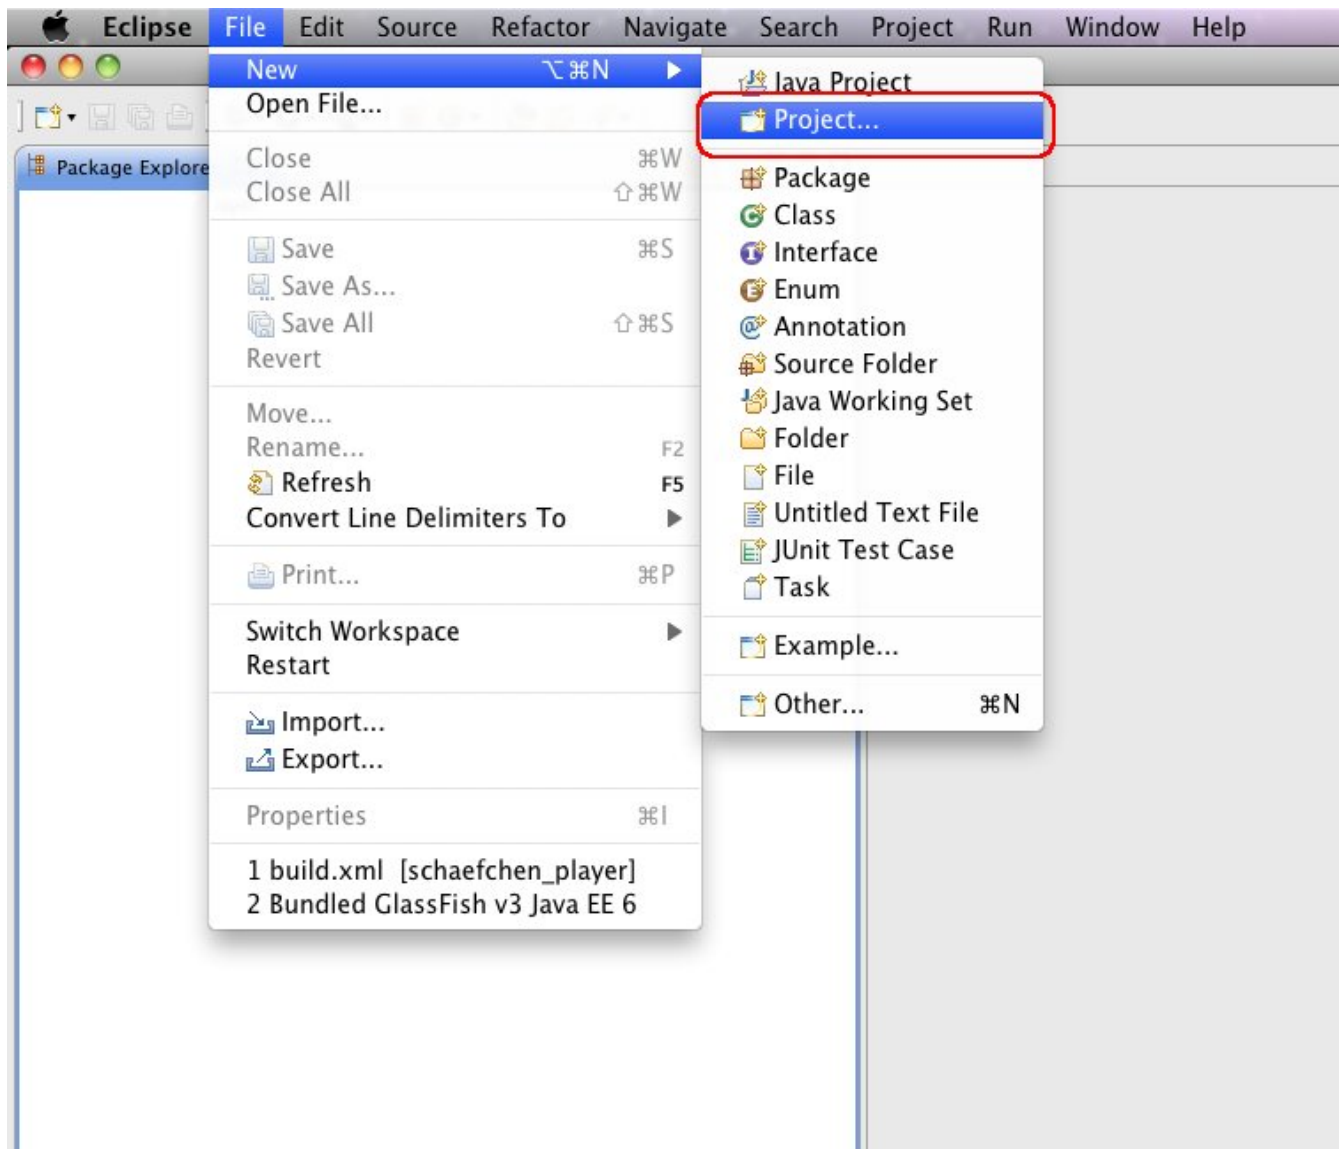 Eclipse File Edit Source Refactor Navigate Search Project Run Window Help
Package Explore
New ⌥⌘N
Open File...
Close ⌘W
Close All ⇧⌘W
Save ⌘S
Save As...
Save All ⇧⌘S
Revert
Move...
Rename... F2
Refresh F5
Convert Line Delimiters To
Print... ⌘P
Switch Workspace
Restart
Import...
Export...
Properties ⌘I
1 build.xml [schaefchen_player]
2 Bundled GlassFish v3 Java EE 6
Java Project
Project...
Package
Class
Interface
Enum
Annotation
Source Folder
Java Working Set
Folder
File
Untitled Text File
JUnit Test Case
Task
Example...
Other... ⌘N